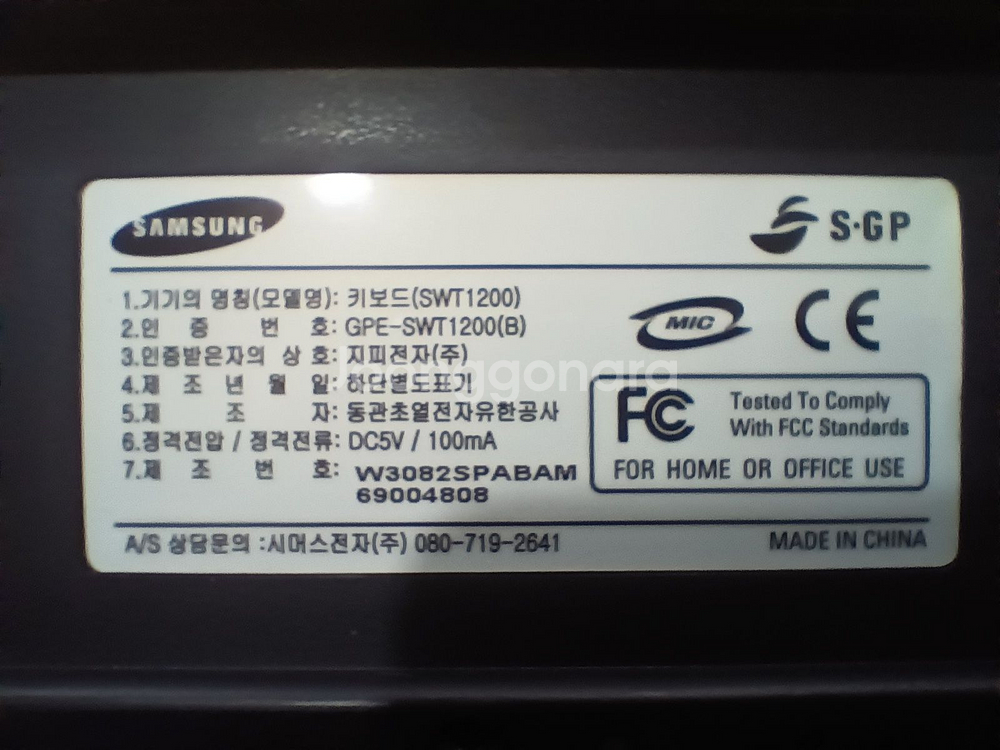 SAMSUNG
S·GP
1.기기의 명칭(모델명): 키보드(SWT1200)
2.인 증 번 호: GPE-SWT1200(B)
3.인증받은자의 상 호: 지피전자(주)
4.제 조 년 월 일: 하단별도표기
5.제 조 자: 동관초열전자유한공사
6.정격전압 / 정격전류: DC5V / 100mA
7.제 조 번 호: W3082SPABAM
69004808
MIC
CE
FC
Tested To Comply
With FCC Standards
FOR HOME OR OFFICE USE
A/S 상담문의 :시머스전자(주) 080-719-2641
MADE IN CHINA
joonggonara